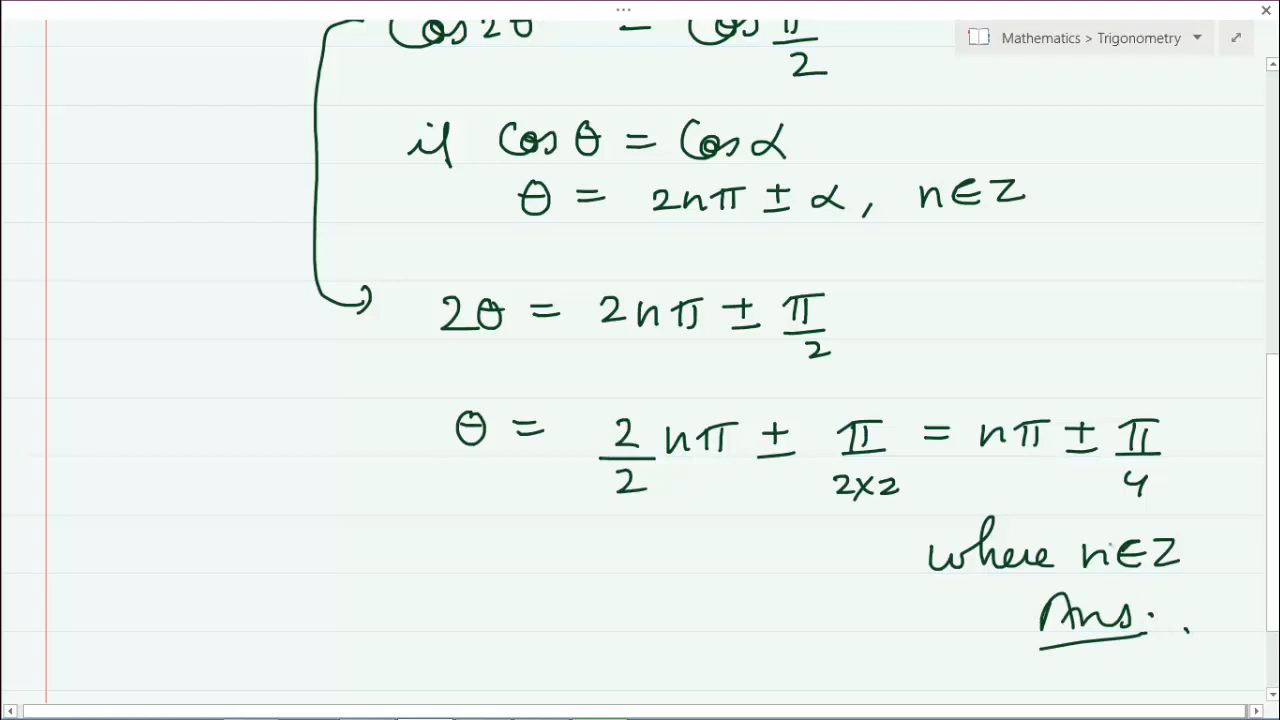 Mathematics > Trigonometry
Cos 2θ = Cos π/2
if Cos θ = Cos α
θ = 2nπ ± α, n∈Z
2θ = 2nπ ± π/2
θ = 2/2 nπ ± π/2×2 = nπ ± π/4
where n∈Z
Ans.